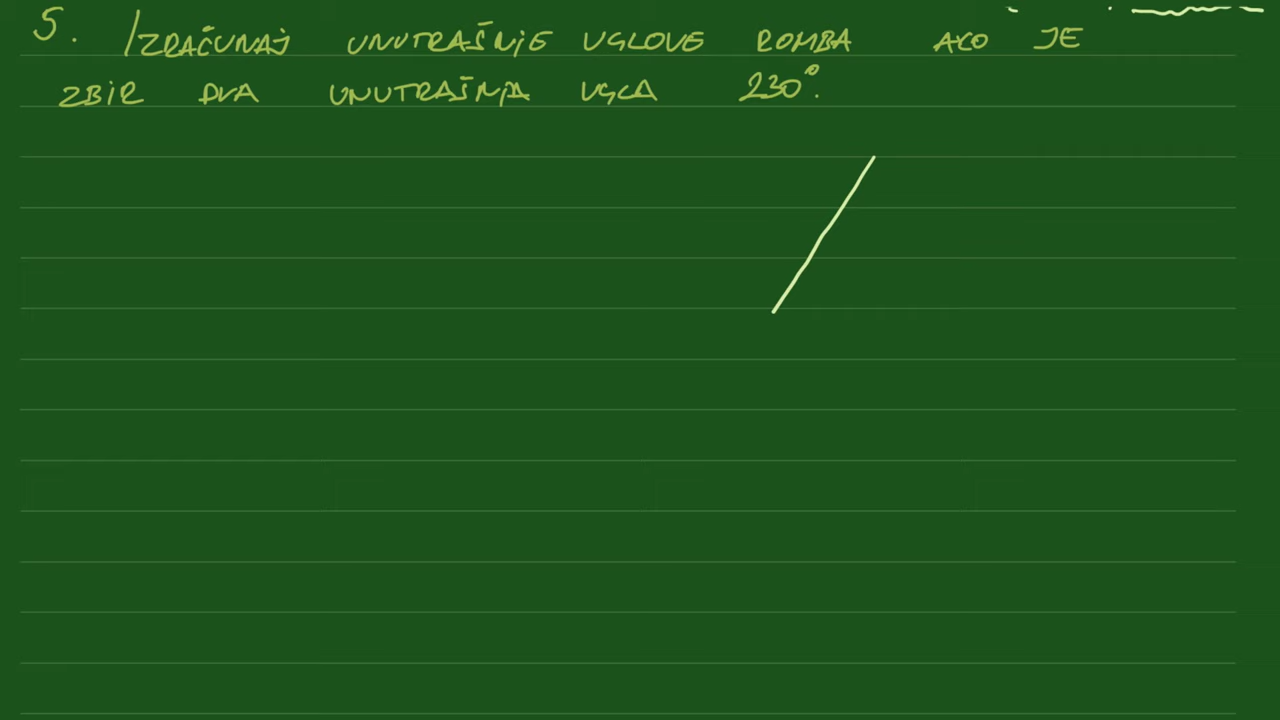 5. IZRAČUNAJ UNUTRAŠNJE UGLOVE ROMBA AKO JE
ZBIR DVA UNUTRAŠNJA UGLA 230°.